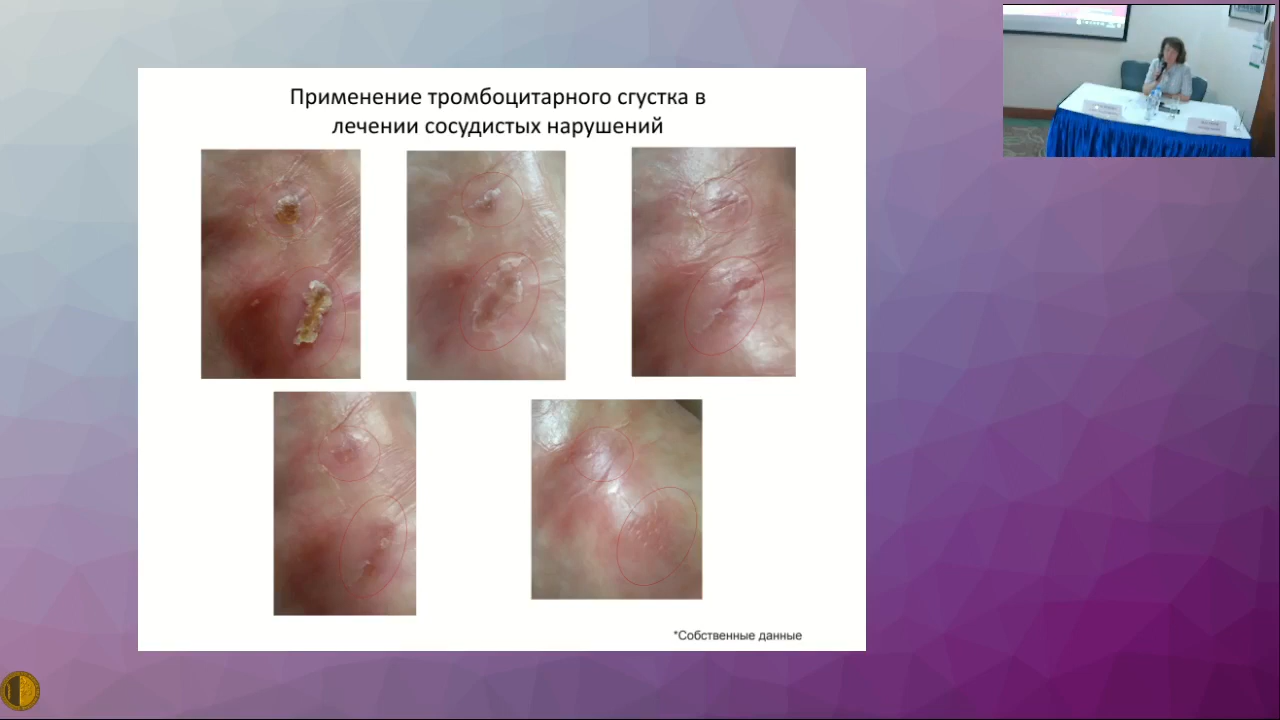 Применение тромбоцитарного сгустка в
лечении сосудистых нарушений
*Собственные данные